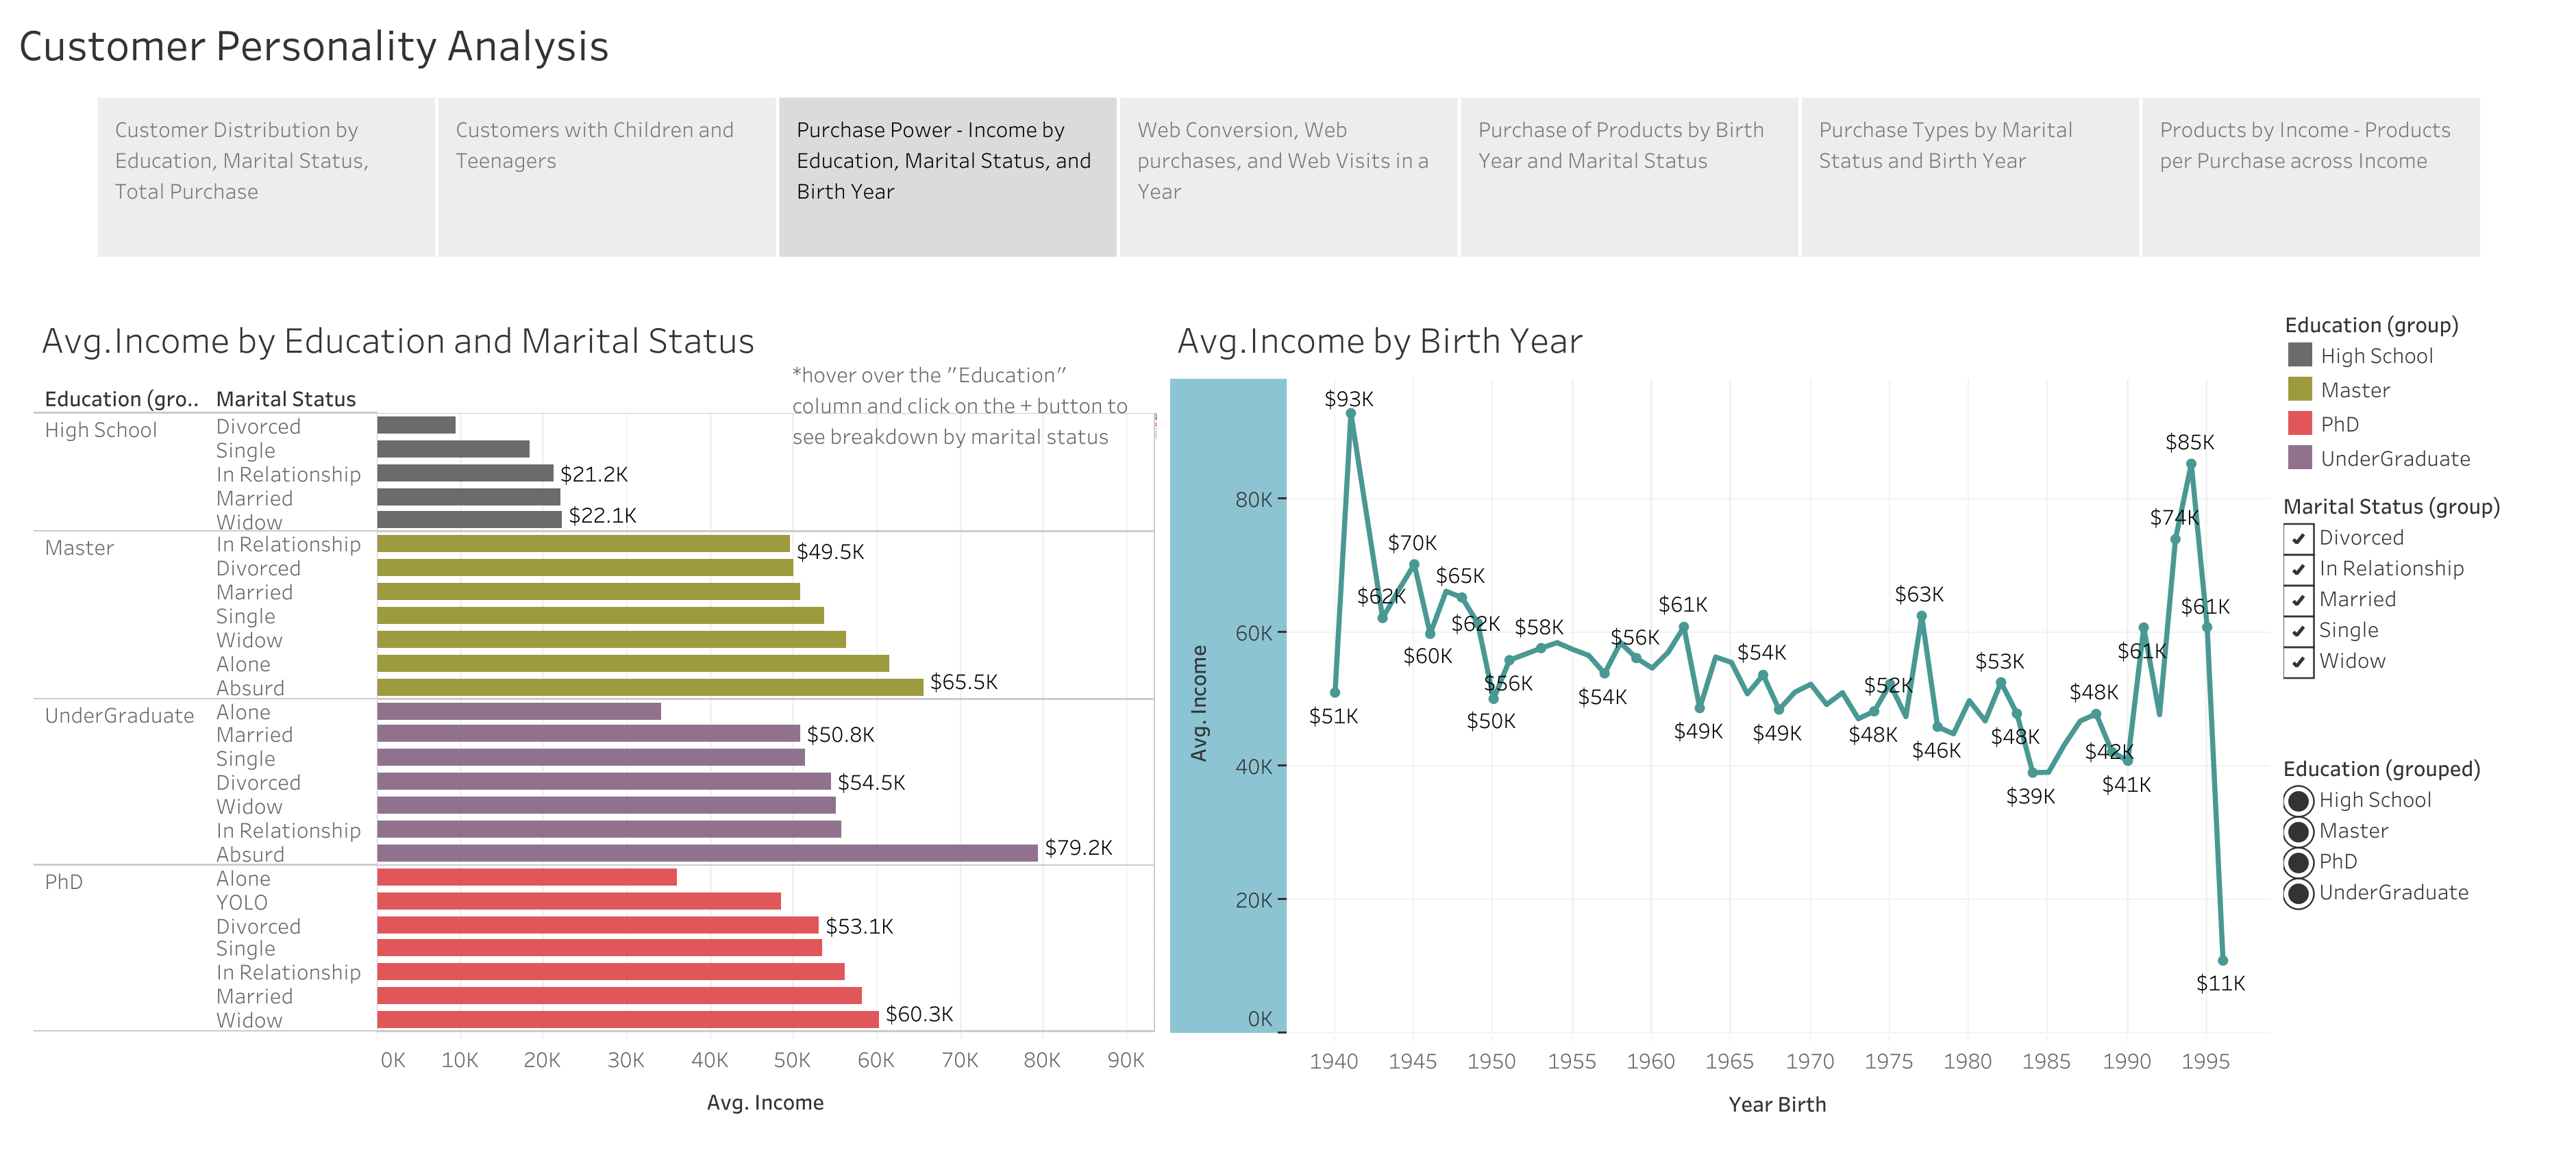 Customer Personality Analysis
Customer Distribution by
Education, Marital Status,
Total Purchase
Customers with Children and
Teenagers
Purchase Power - Income by
Education, Marital Status, and
Birth Year
Web Conversion, Web
purchases, and Web Visits in a
Year
Purchase of Products by Birth
Year and Marital Status
Purchase Types by Marital
Status and Birth Year
Products by Income - Products
per Purchase across Income
Avg.Income by Education and Marital Status
*hover over the "Education"
column and click on the + button to
see breakdown by marital status
Education (gro.. Marital Status
High School Divorced
Single
In Relationship $21.2K
Married
Widow $22.1K
Master In Relationship $49.5K
Divorced
Married
Single
Widow
Alone
Absurd $65.5K
UnderGraduate Alone
Married $50.8K
Single
Divorced $54.5K
Widow
In Relationship
Absurd $79.2K
PhD Alone
YOLO
Divorced $53.1K
Single
In Relationship
Married
Widow $60.3K
0K 10K 20K 30K 40K 50K 60K 70K 80K 90K
Avg. Income
Avg.Income by Birth Year
Avg. Income
80K
60K
40K
20K
0K
$51K
$93K
$62K
$70K
$60K
$65K
$62K
$50K
$56K
$58K
$54K
$56K
$61K
$49K
$54K
$49K
$48K
$52K
$63K
$46K
$53K
$48K
$39K
$48K
$42K
$41K
$61K
$74K
$85K
$61K
$11K
1940 1945 1950 1955 1960 1965 1970 1975 1980 1985 1990 1995
Year Birth
Education (group)
High School
Master
PhD
UnderGraduate
Marital Status (group)
Divorced
In Relationship
Married
Single
Widow
Education (grouped)
High School
Master
PhD
UnderGraduate